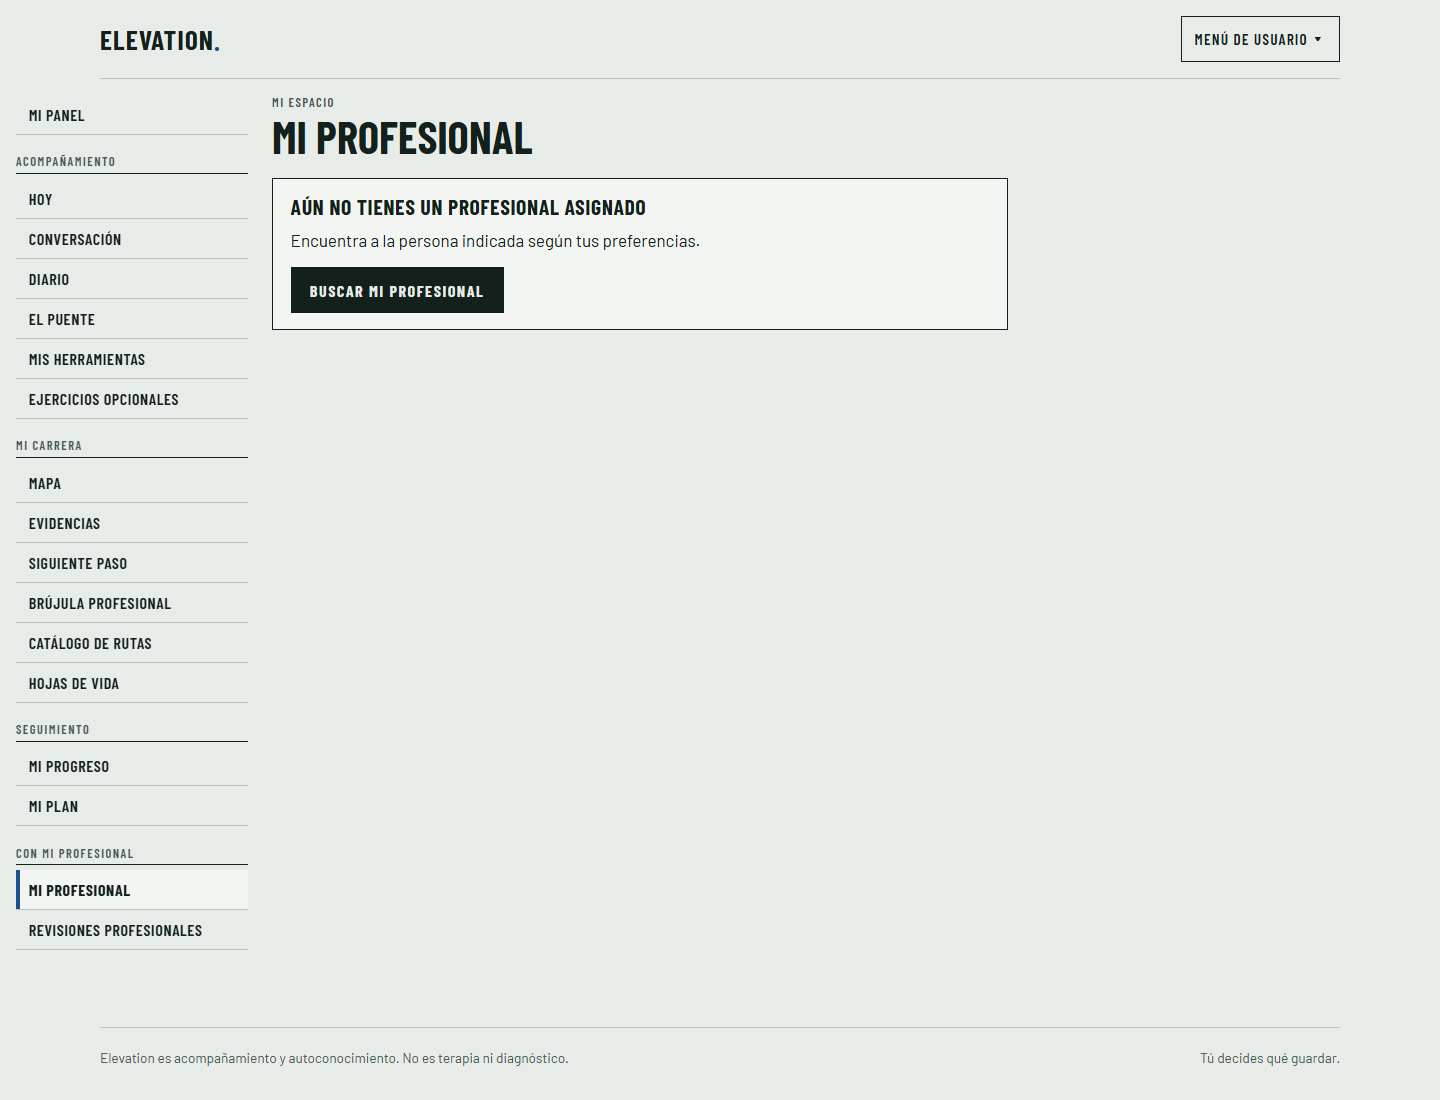 ELEVATION.
MENÚ DE USUARIO
MI PANEL
ACOMPAÑAMIENTO
HOY
CONVERSACIÓN
DIARIO
EL PUENTE
MIS HERRAMIENTAS
EJERCICIOS OPCIONALES
MI CARRERA
MAPA
EVIDENCIAS
SIGUIENTE PASO
BRÚJULA PROFESIONAL
CATÁLOGO DE RUTAS
HOJAS DE VIDA
SEGUIMIENTO
MI PROGRESO
MI PLAN
CON MI PROFESIONAL
MI PROFESIONAL
REVISIONES PROFESIONALES
MI ESPACIO
MI PROFESIONAL
AÚN NO TIENES UN PROFESIONAL ASIGNADO
Encuentra a la persona indicada según tus preferencias.
BUSCAR MI PROFESIONAL
Elevation es acompañamiento y autoconocimiento. No es terapia ni diagnóstico.
Tú decides qué guardar.